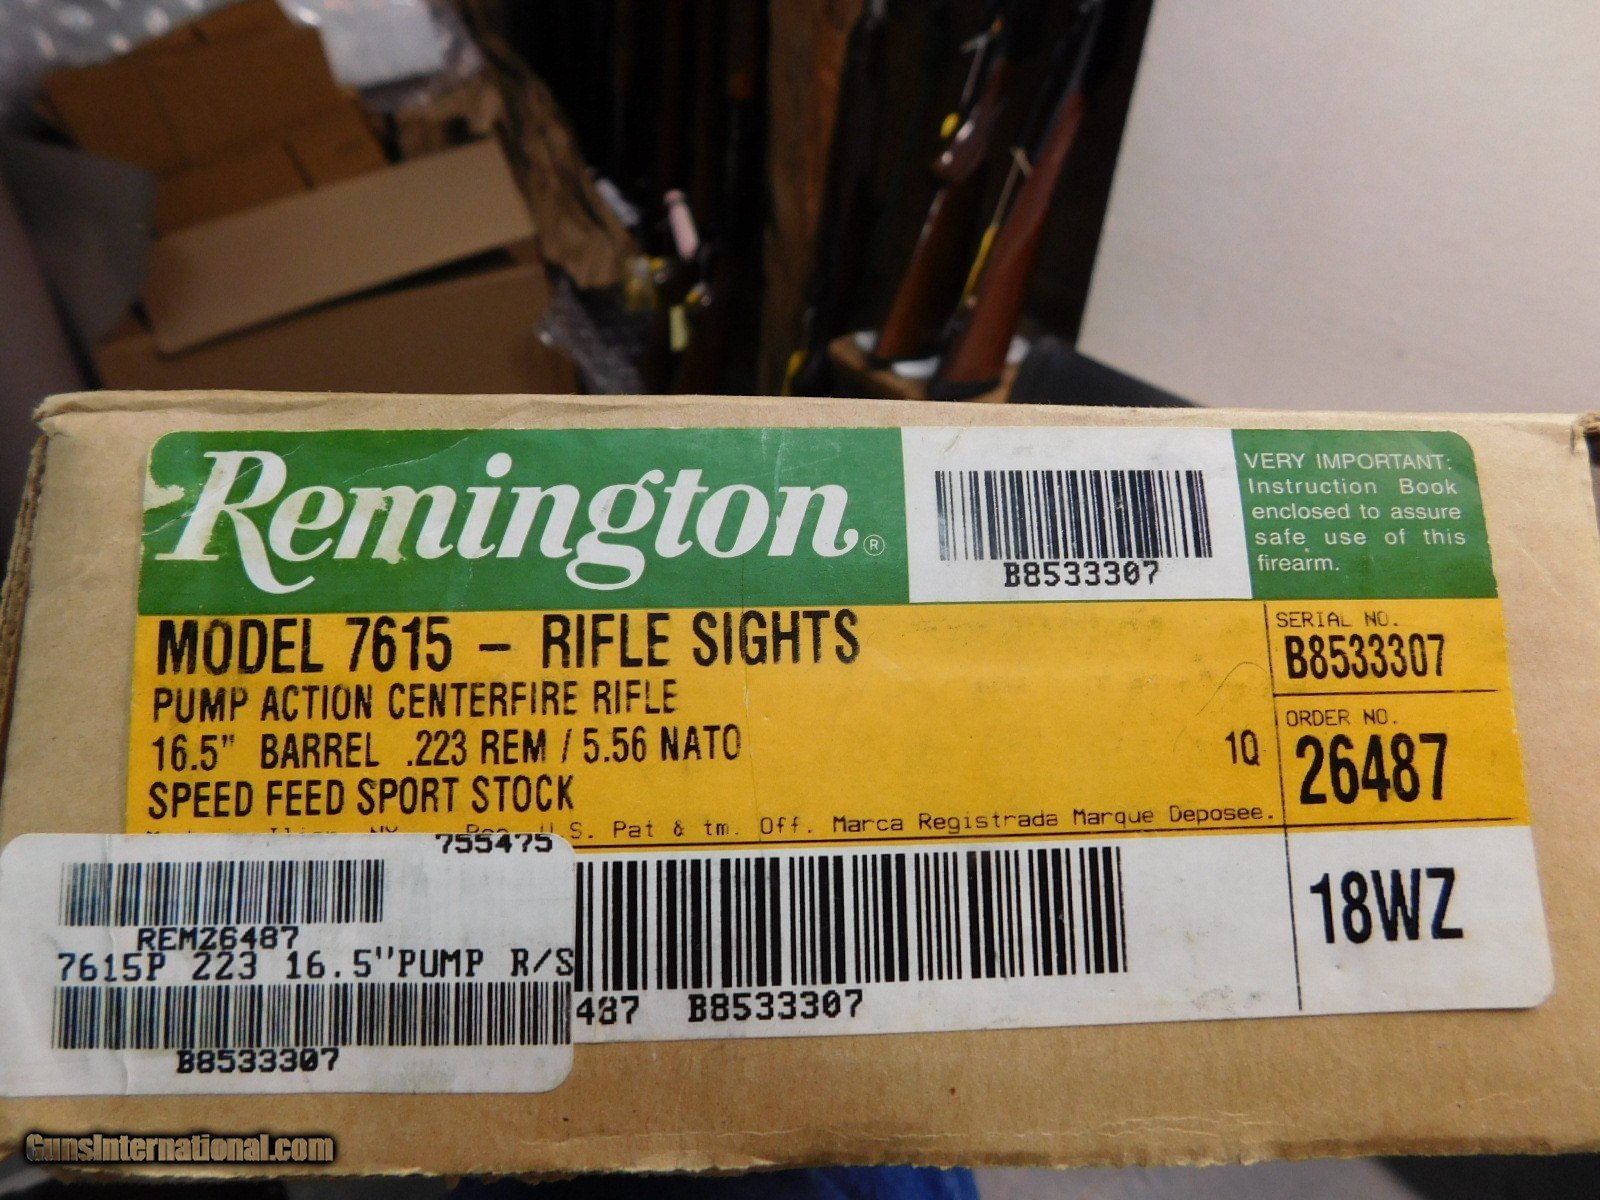 Remington®
B8533307
VERY IMPORTANT:
Instruction Book
enclosed to assure
safe use of this
firearm.
MODEL 7615 – RIFLE SIGHTS
PUMP ACTION CENTERFIRE RIFLE
16.5" BARREL .223 REM / 5.56 NATO
1Q
SPEED FEED SPORT STOCK
S. Pat & tm. Off. Marca Registrada Marque Deposee.
SERIAL NO.
B8533307
ORDER NO.
26487
18WZ
755475
REM26487
7615P 223 16.5"PUMP R/S
B8533307
487 B8533307
GunsInternational.com